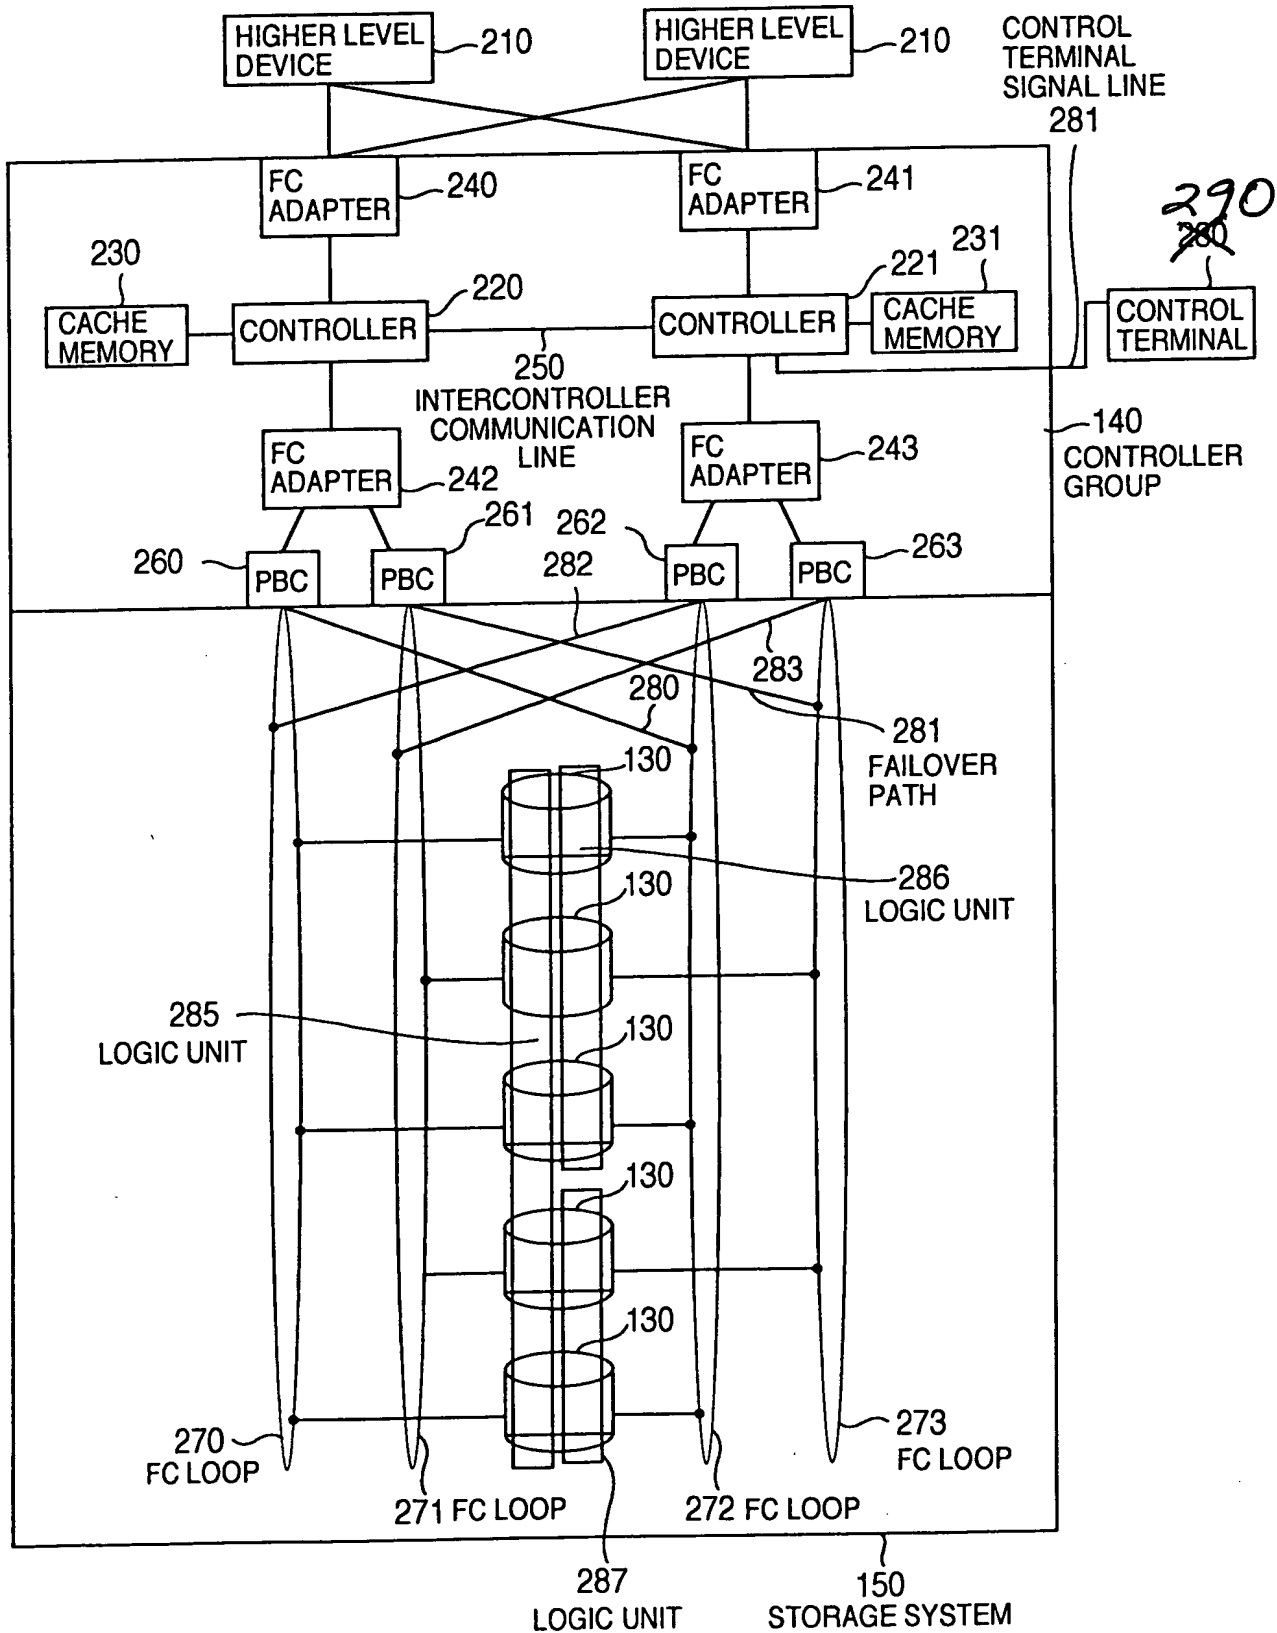 HIGHER LEVEL
DEVICE
210
HIGHER LEVEL
DEVICE
210
CONTROL
TERMINAL
SIGNAL LINE
281
FC
ADAPTER
240
FC
ADAPTER
241
290
280
230
CACHE
MEMORY
CONTROLLER
220
250
INTERCONTROLLER
COMMUNICATION
LINE
CONTROLLER
221
231
CACHE
MEMORY
CONTROL
TERMINAL
140
CONTROLLER
GROUP
FC
ADAPTER
242
FC
ADAPTER
243
260
PBC
261
PBC
262
PBC
263
PBC
282
283
280
281
FAILOVER
PATH
130
286
LOGIC UNIT
130
285
LOGIC UNIT
130
130
130
270
FC LOOP
271 FC LOOP
272 FC LOOP
273
FC LOOP
287
LOGIC UNIT
150
STORAGE SYSTEM